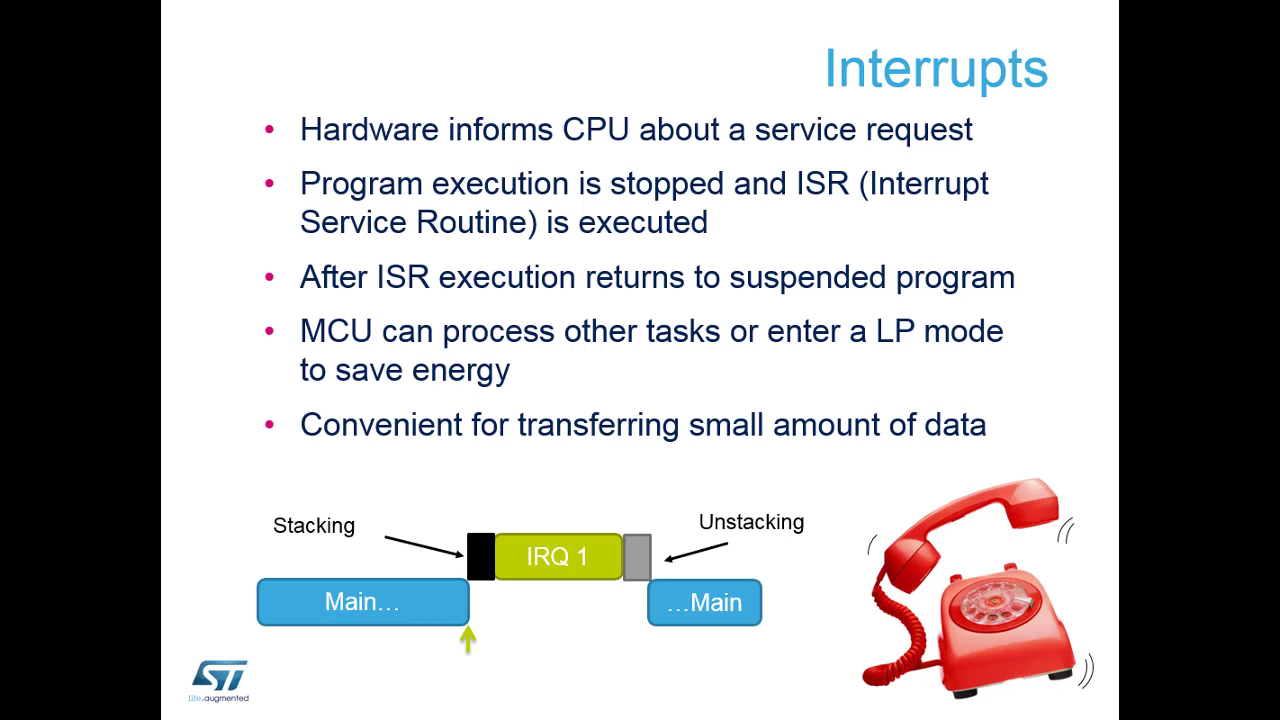 Interrupts
• Hardware informs CPU about a service request
• Program execution is stopped and ISR (Interrupt
Service Routine) is executed
• After ISR execution returns to suspended program
• MCU can process other tasks or enter a LP mode
to save energy
• Convenient for transferring small amount of data
Stacking
Unstacking
IRQ 1
Main…
…Main
ST
life.augmented